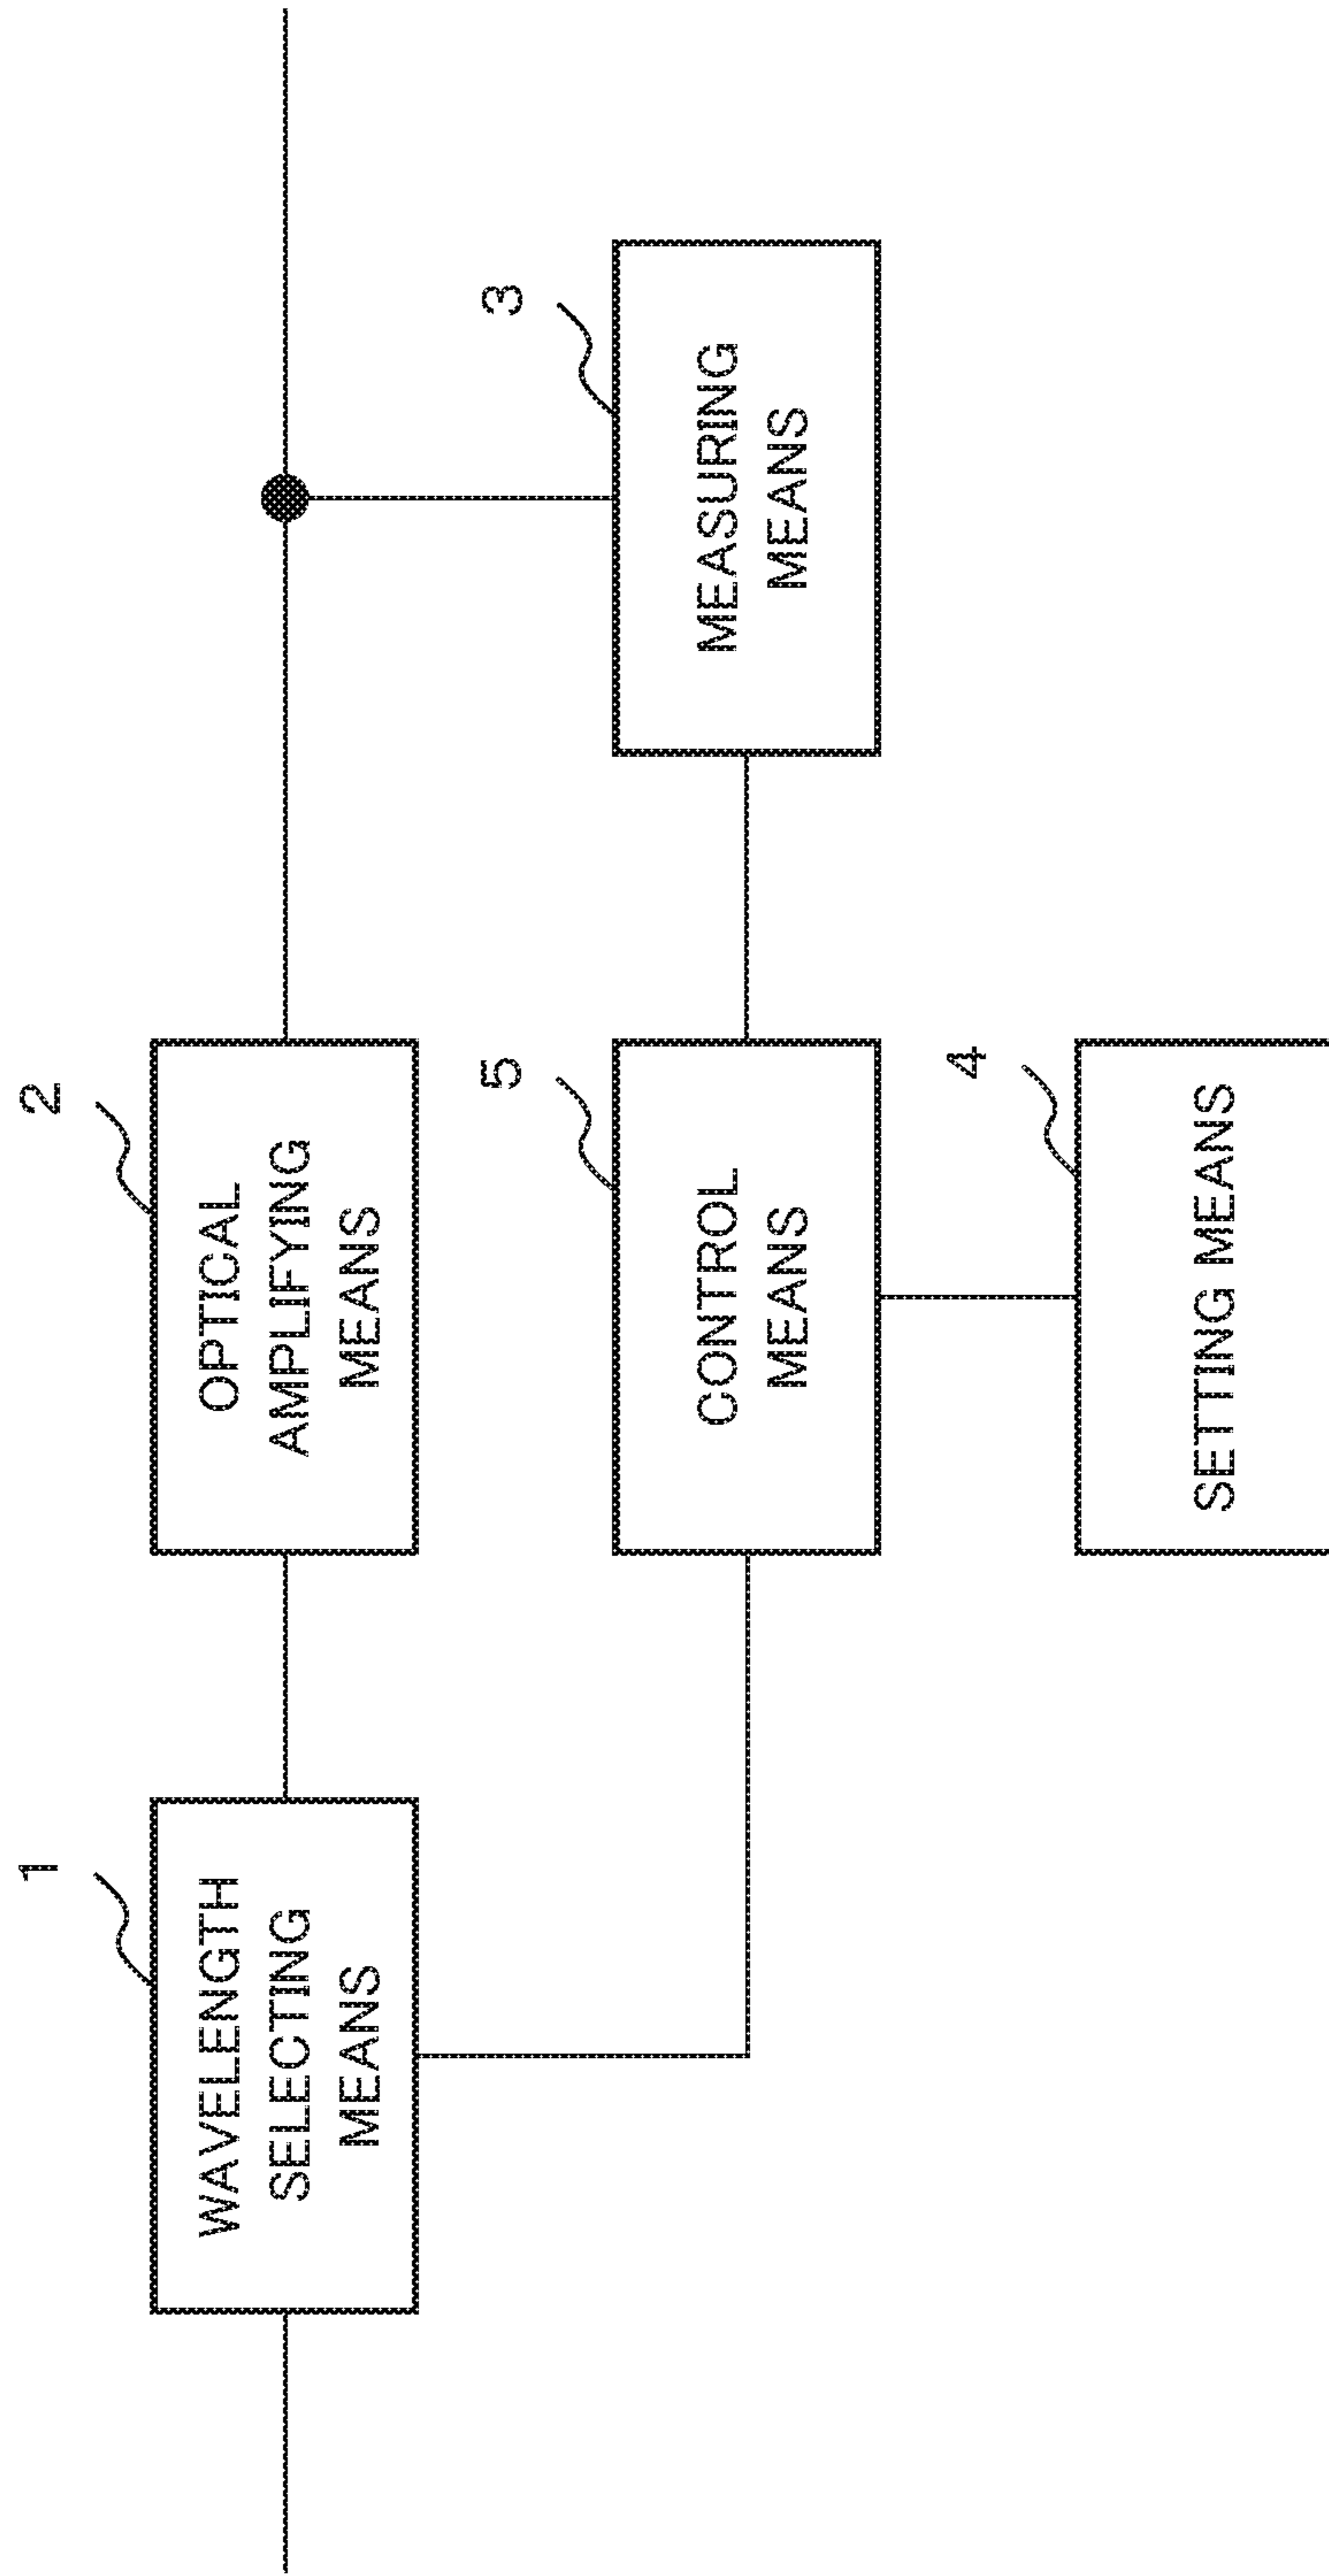 1
WAVELENGTH
SELECTING
MEANS
2
OPTICAL
AMPLIFYING
MEANS
3
MEASURING
MEANS
5
CONTROL
MEANS
4
SETTING MEANS